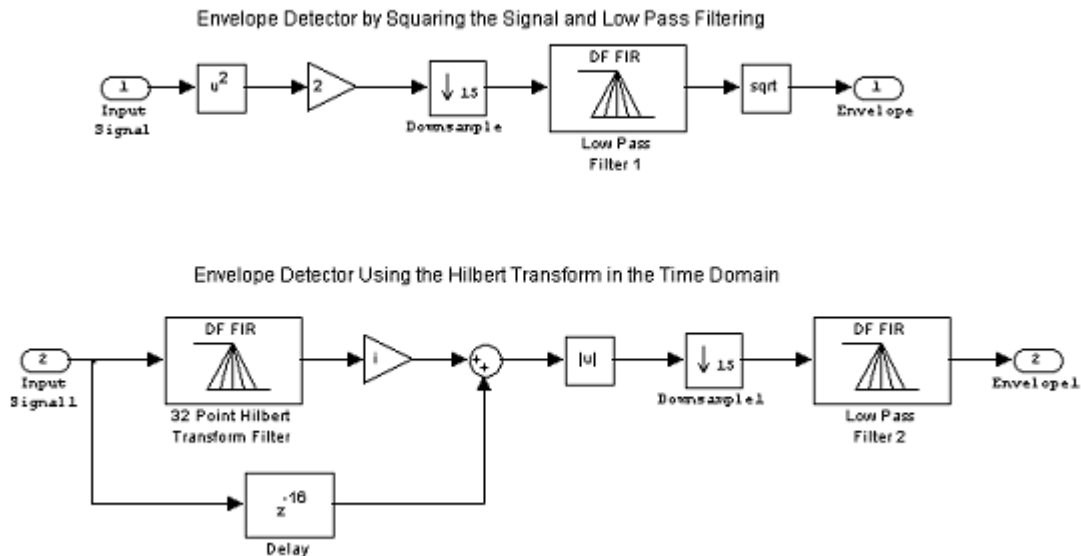 Envelope Detector by Squaring the Signal and Low Pass Filtering
1
Input
Signal
u2
2
↓ 15
Downsample
DF FIR
Low Pass
Filter 1
sqrt
1
Envelope
Envelope Detector Using the Hilbert Transform in the Time Domain
2
Input
Signal1
DF FIR
32 Point Hilbert
Transform Filter
i
+
+
|u|
↓ 15
Downsample1
DF FIR
Low Pass
Filter 2
2
Envelope1
z-16
Delay